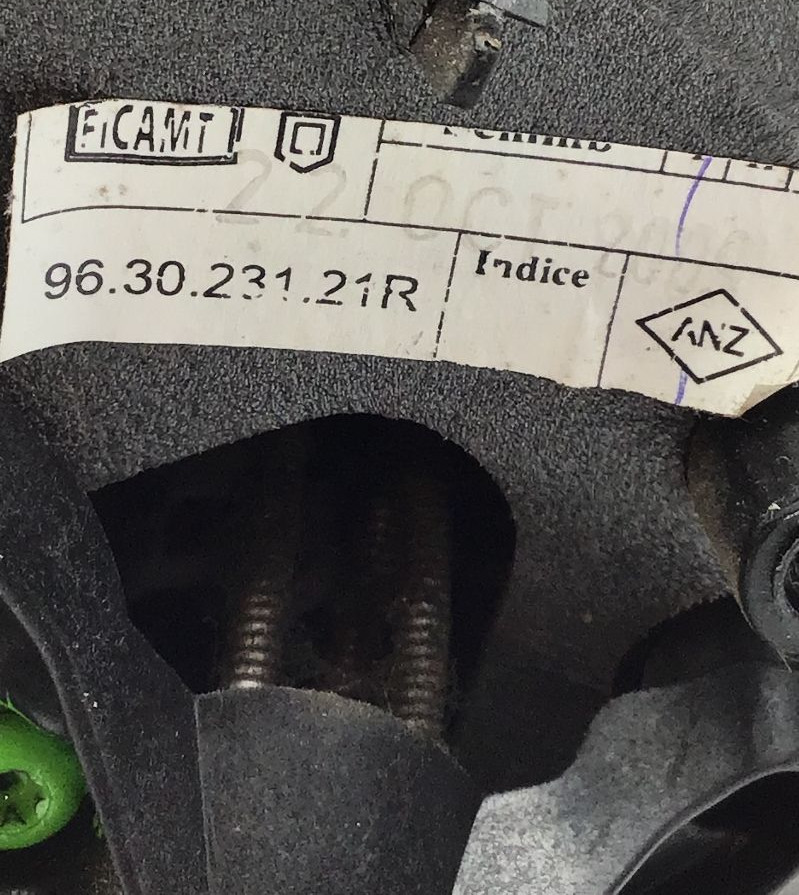 FICAMT
22 OCT
96.30.231.21R
Indice
ANZ